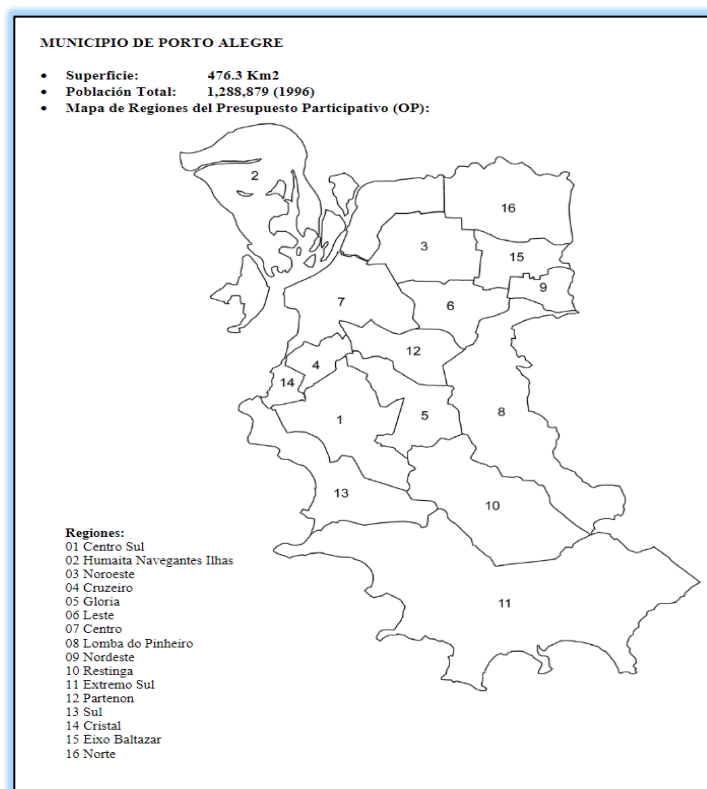 MUNICIPIO DE PORTO ALEGRE
• Superficie: 476.3 Km2
• Población Total: 1,288,879 (1996)
• Mapa de Regiones del Presupuesto Participativo (OP):
2
16
3
15
9
7
6
12
4
14
8
1
5
13
10
11
Regiones:
01 Centro Sul
02 Humaita Navegantes Ilhas
03 Noroeste
04 Cruzeiro
05 Gloria
06 Leste
07 Centro
08 Lomba do Pinheiro
09 Nordeste
10 Restinga
11 Extremo Sul
12 Partenon
13 Sul
14 Cristal
15 Eixo Baltazar
16 Norte